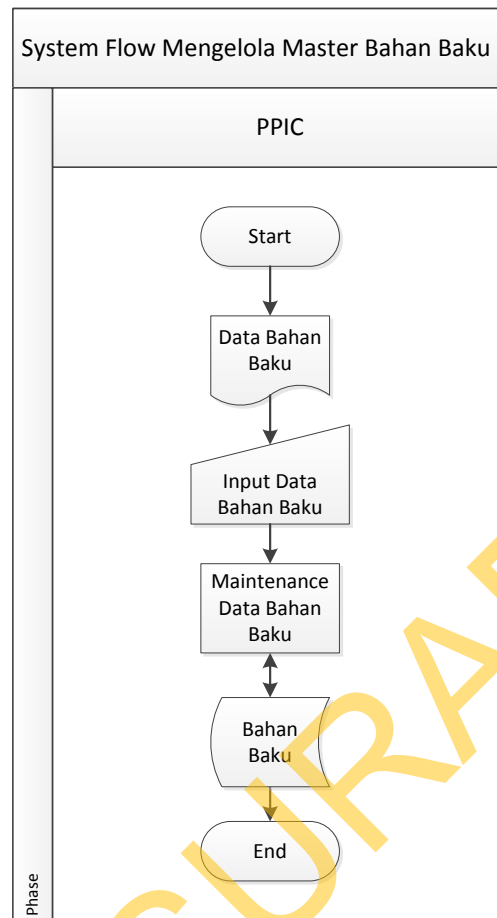 System Flow Mengelola Master Bahan Baku
PPIC
Start
Data Bahan
Baku
Input Data
Bahan Baku
Maintenance
Data Bahan
Baku
Bahan
Baku
End
Phase